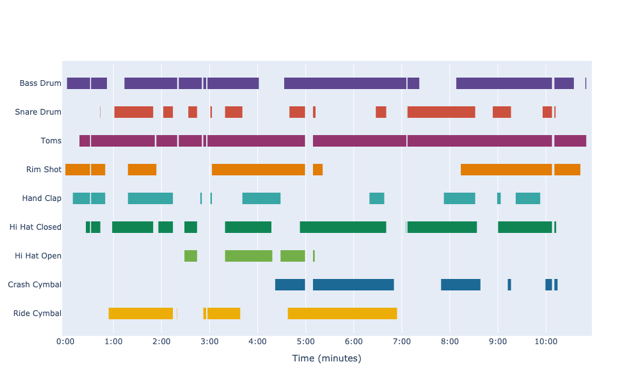 Bass Drum
Snare Drum
Toms
Rim Shot
Hand Clap
Hi Hat Closed
Hi Hat Open
Crash Cymbal
Ride Cymbal
0:00 1:00 2:00 3:00 4:00 5:00 6:00 7:00 8:00 9:00 10:00
Time (minutes)